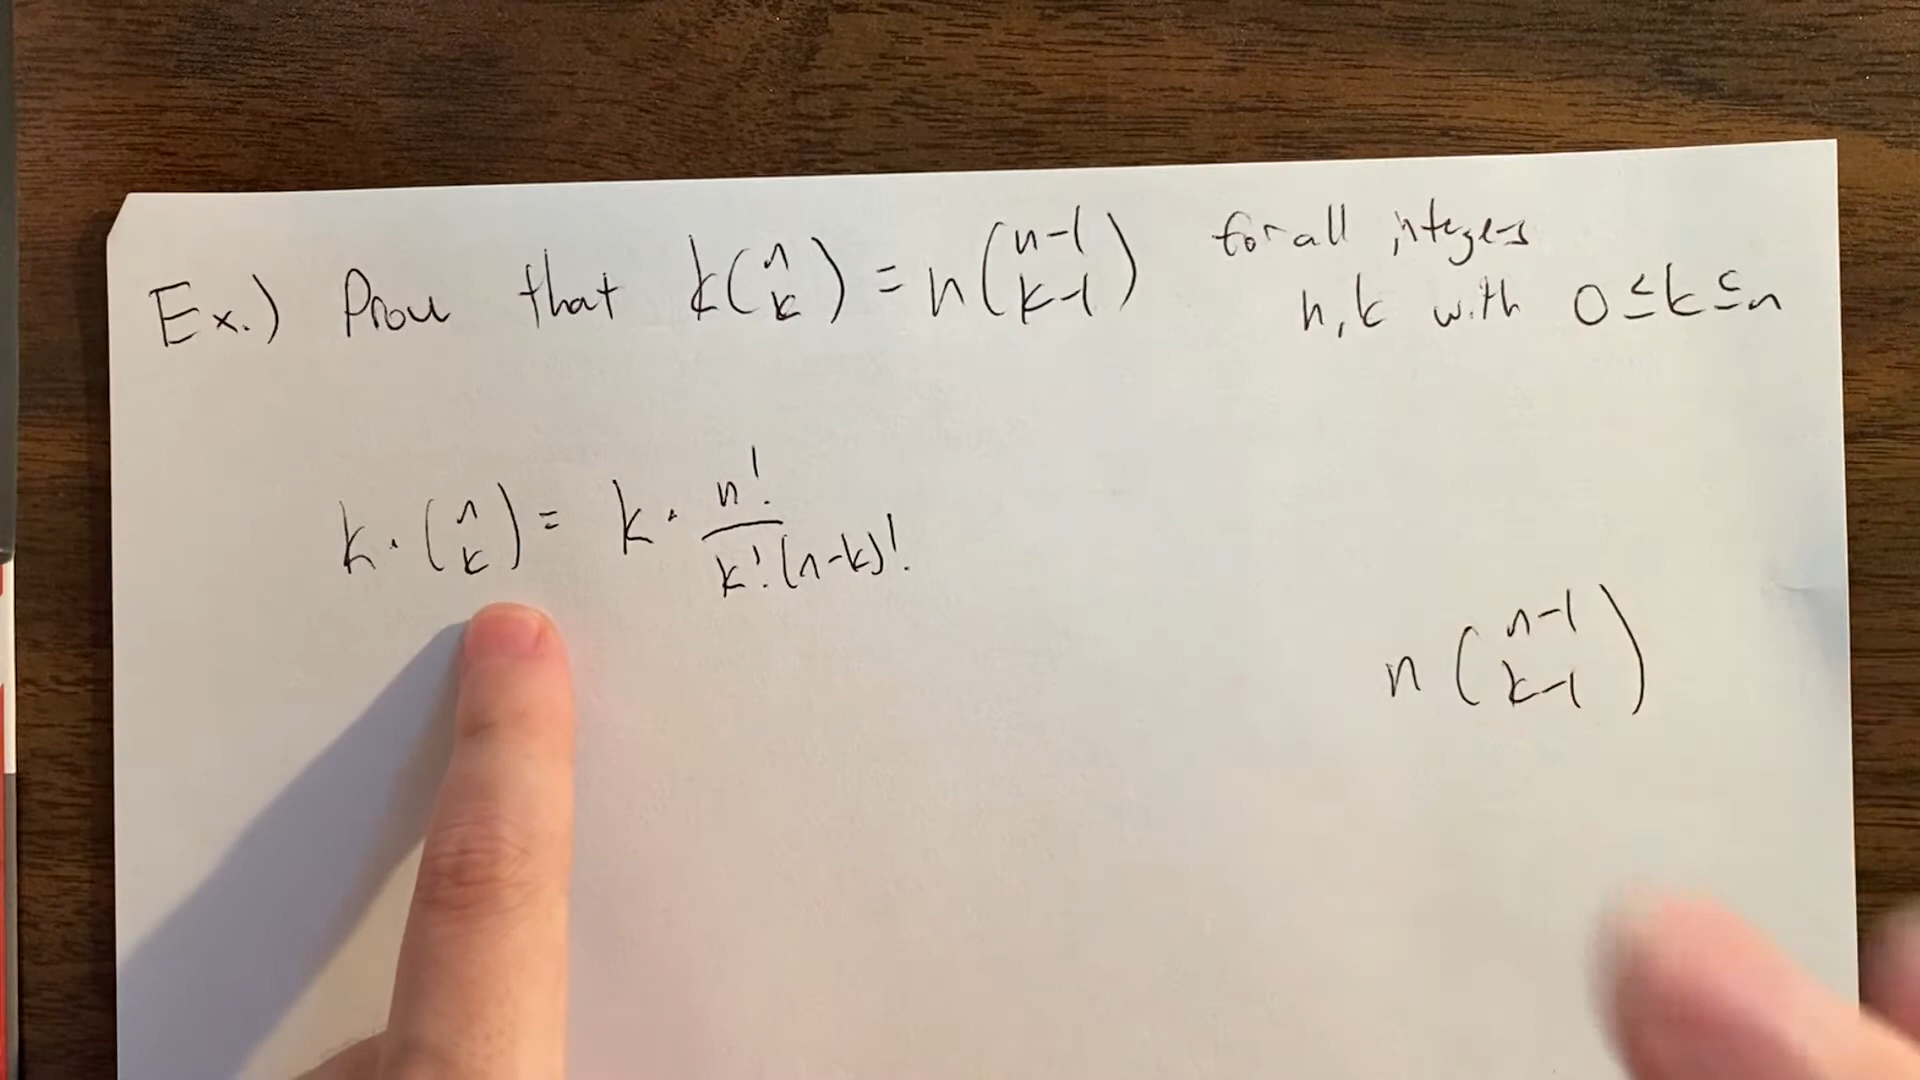 Ex.) Prove that k(n k) = n(n-1 k-1) for all integers
n, k with 0 ≤ k ≤ n
k · (n k) = k · n! / k!(n-k)!
n (n-1 k-1)